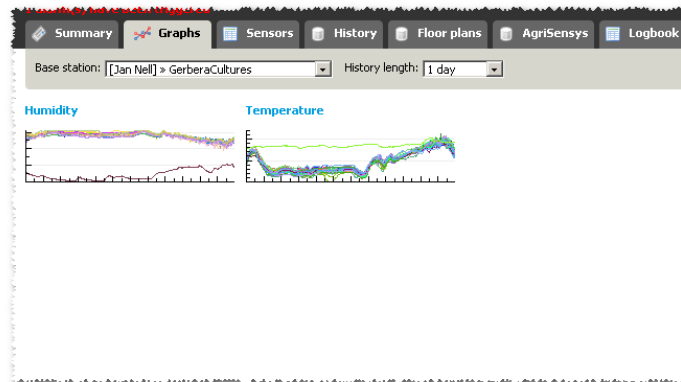 Summary Graphs Sensors History Floor plans AgriSensys Logbook
Base station: [Jan Nell] » GerberaCultures History length: 1 day
Humidity Temperature